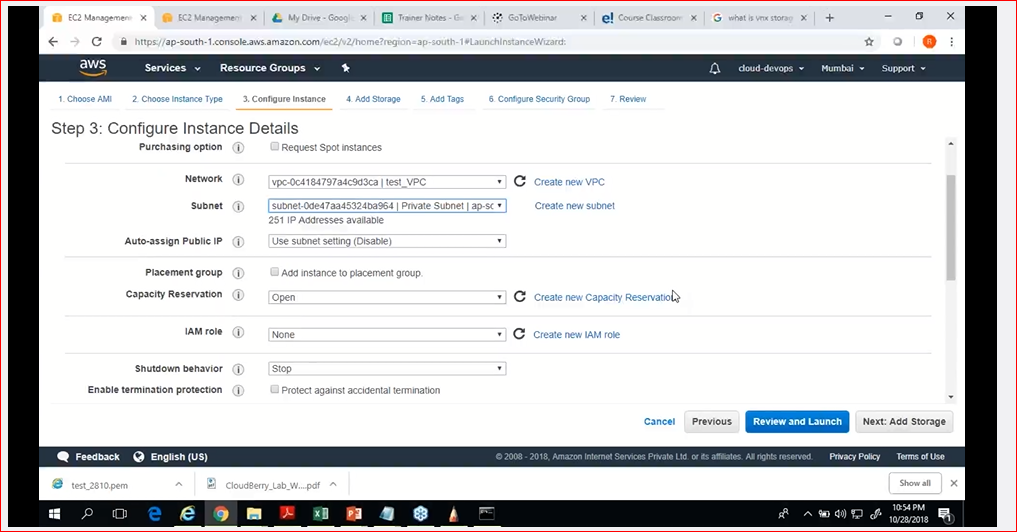 EC2 Management
EC2 Management
My Drive - Google
Trainer Notes - G
GoToWebinar
Course Classroom
what is vnx storag
https://ap-south-1.console.aws.amazon.com/ec2/v2/home?region=ap-south-1#LaunchInstanceWizard:
R
aws
Services
Resource Groups
cloud-devops
Mumbai
Support
1. Choose AMI
2. Choose Instance Type
3. Configure Instance
4. Add Storage
5. Add Tags
6. Configure Security Group
7. Review
Step 3: Configure Instance Details
Purchasing option
Request Spot instances
Network
vpc-0c4184797a4c9d3ca | test_VPC
Create new VPC
Subnet
subnet-0de47aa45324ba964 | Private Subnet | ap-sc
Create new subnet
251 IP Addresses available
Auto-assign Public IP
Use subnet setting (Disable)
Placement group
Add instance to placement group.
Capacity Reservation
Open
Create new Capacity Reservation
IAM role
None
Create new IAM role
Shutdown behavior
Stop
Enable termination protection
Protect against accidental termination
Cancel
Previous
Review and Launch
Next: Add Storage
Feedback
English (US)
© 2008 - 2018, Amazon Internet Services Private Ltd. or its affiliates. All rights reserved.
Privacy Policy
Terms of Use
test_2810.pem
CloudBerry_Lab_W....pdf
Show all
10:54 PM
10/28/2018